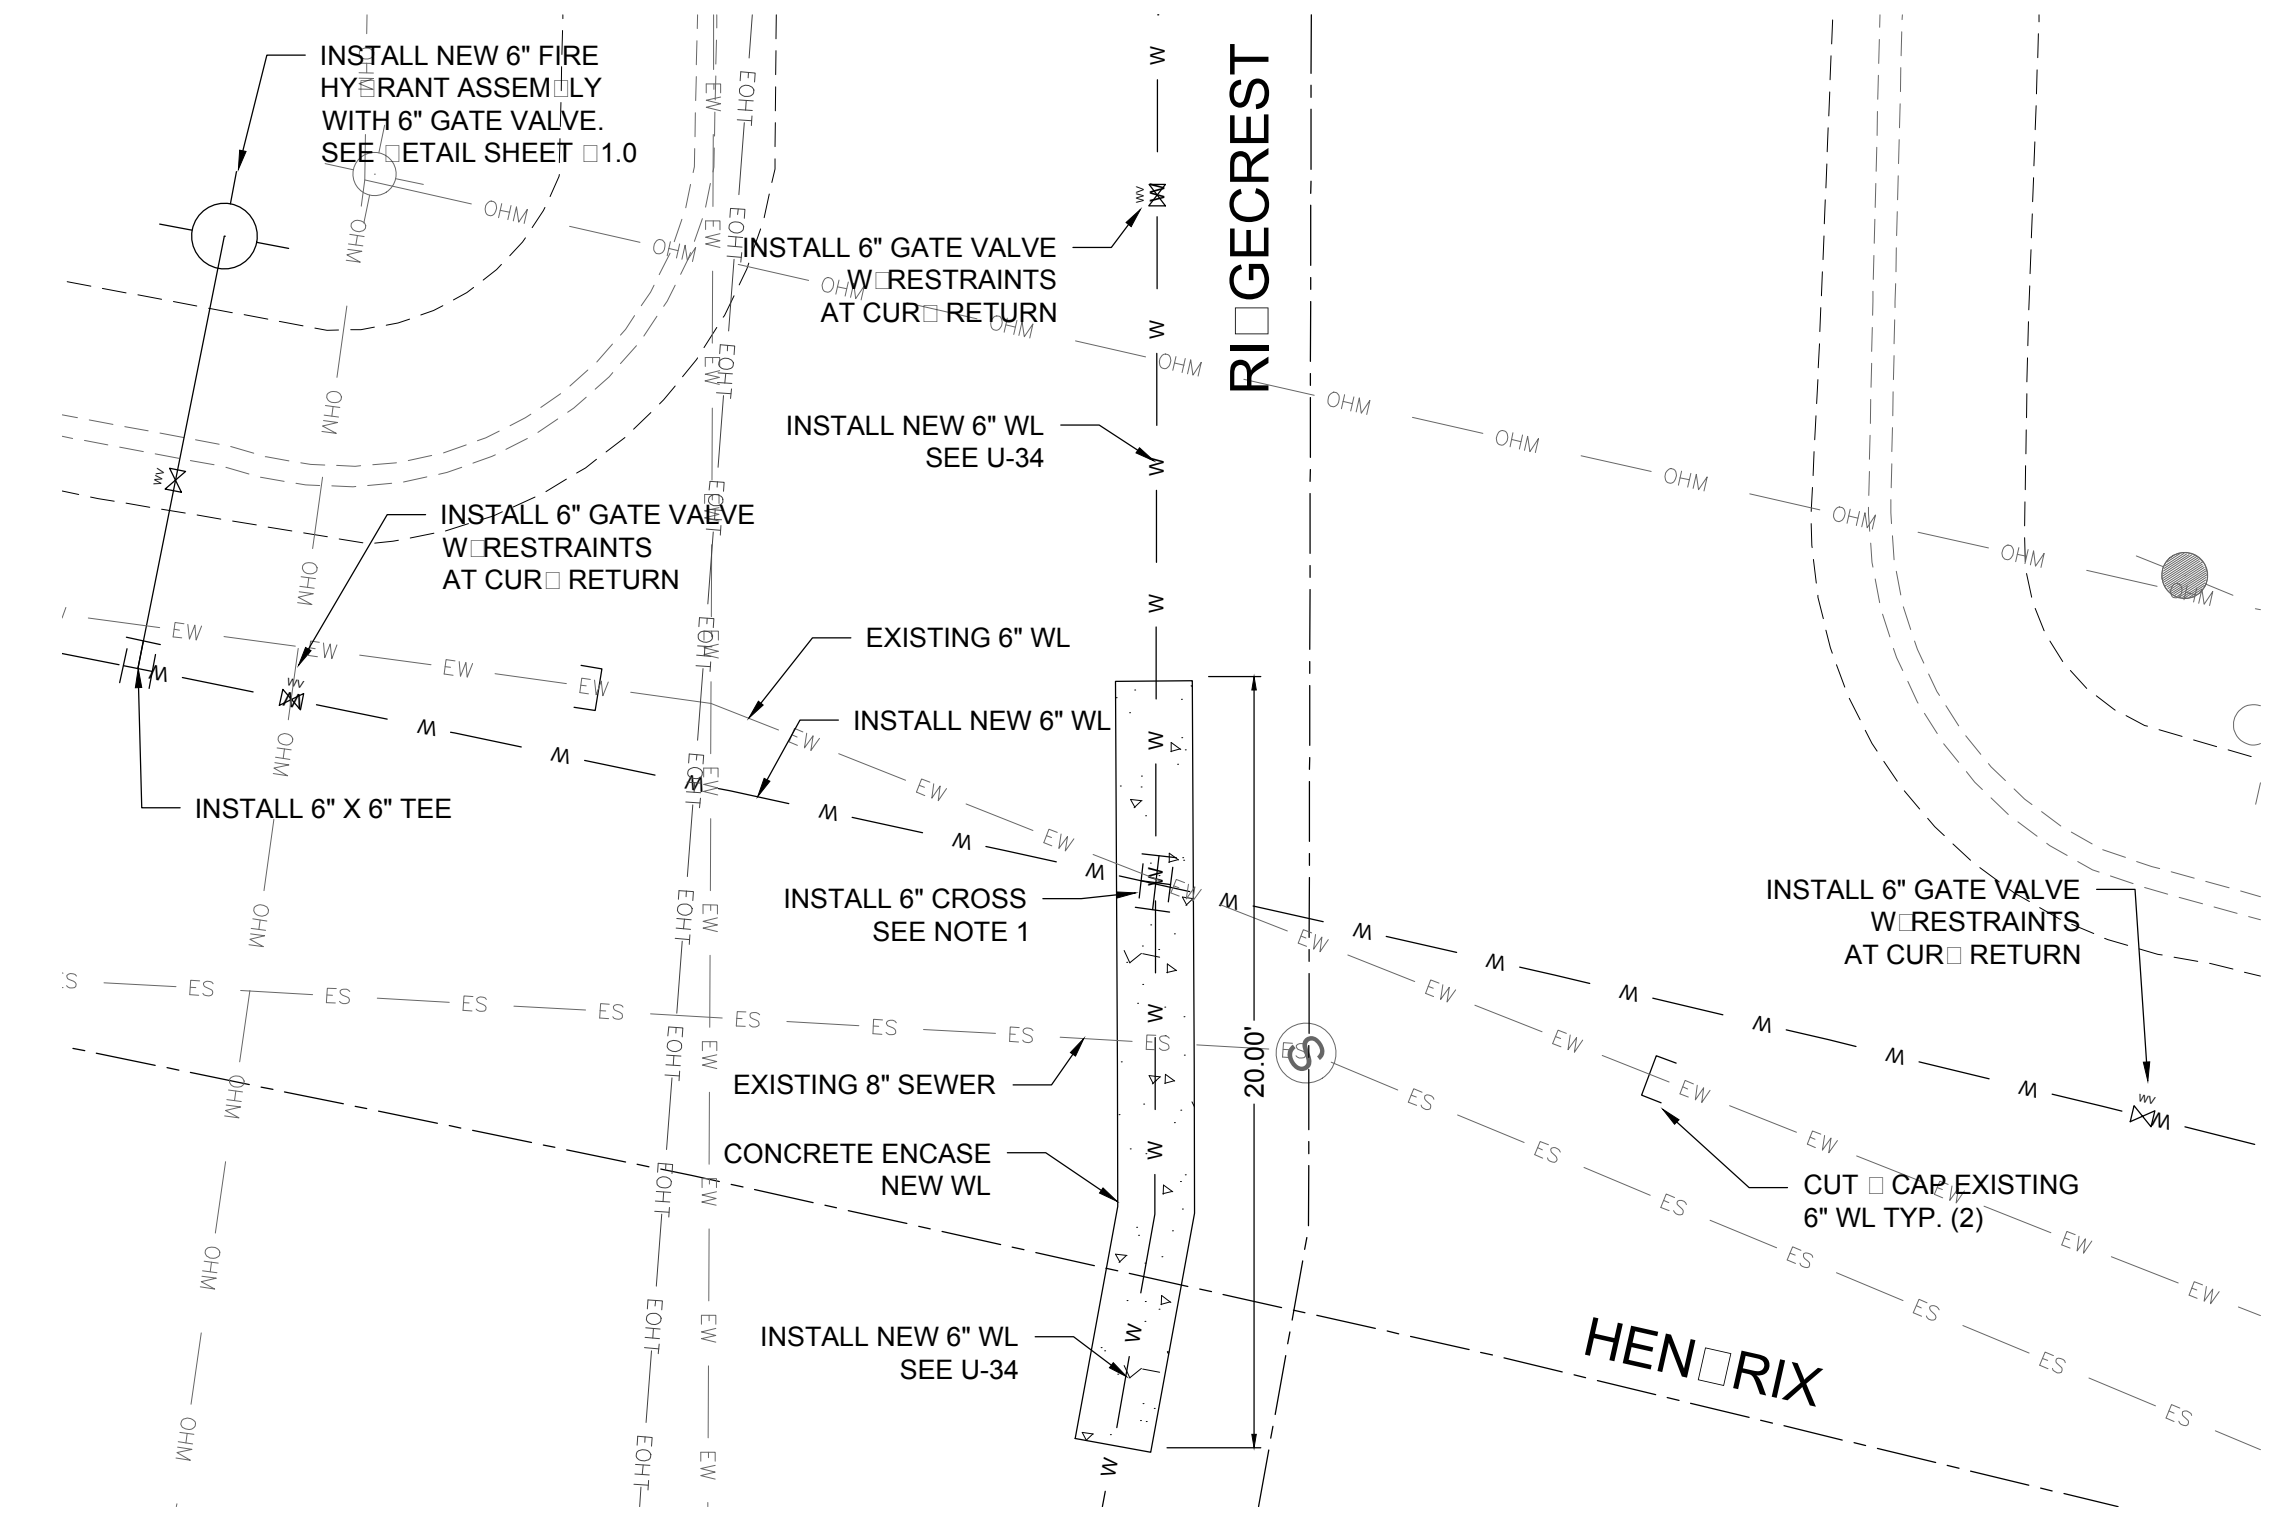 INSTALL NEW 6" FIRE
HY□RANT ASSEM□LY
WITH 6" GATE VALVE.
SEE □ETAIL SHEET □1.0
RI□GECREST
INSTALL 6" GATE VALVE
W□RESTRAINTS
AT CUR□ RETURN
INSTALL NEW 6" WL
SEE U-34
INSTALL 6" GATE VALVE
W□RESTRAINTS
AT CUR□ RETURN
EXISTING 6" WL
INSTALL NEW 6" WL
INSTALL 6" X 6" TEE
INSTALL 6" CROSS
SEE NOTE 1
INSTALL 6" GATE VALVE
W□RESTRAINTS
AT CUR□ RETURN
20.00'
EXISTING 8" SEWER
CONCRETE ENCASE
NEW WL
CUT □ CAP EXISTING
6" WL TYP. (2)
INSTALL NEW 6" WL
SEE U-34
HEN□RIX
OHM
EOHT
EW
ES
W
WV
S